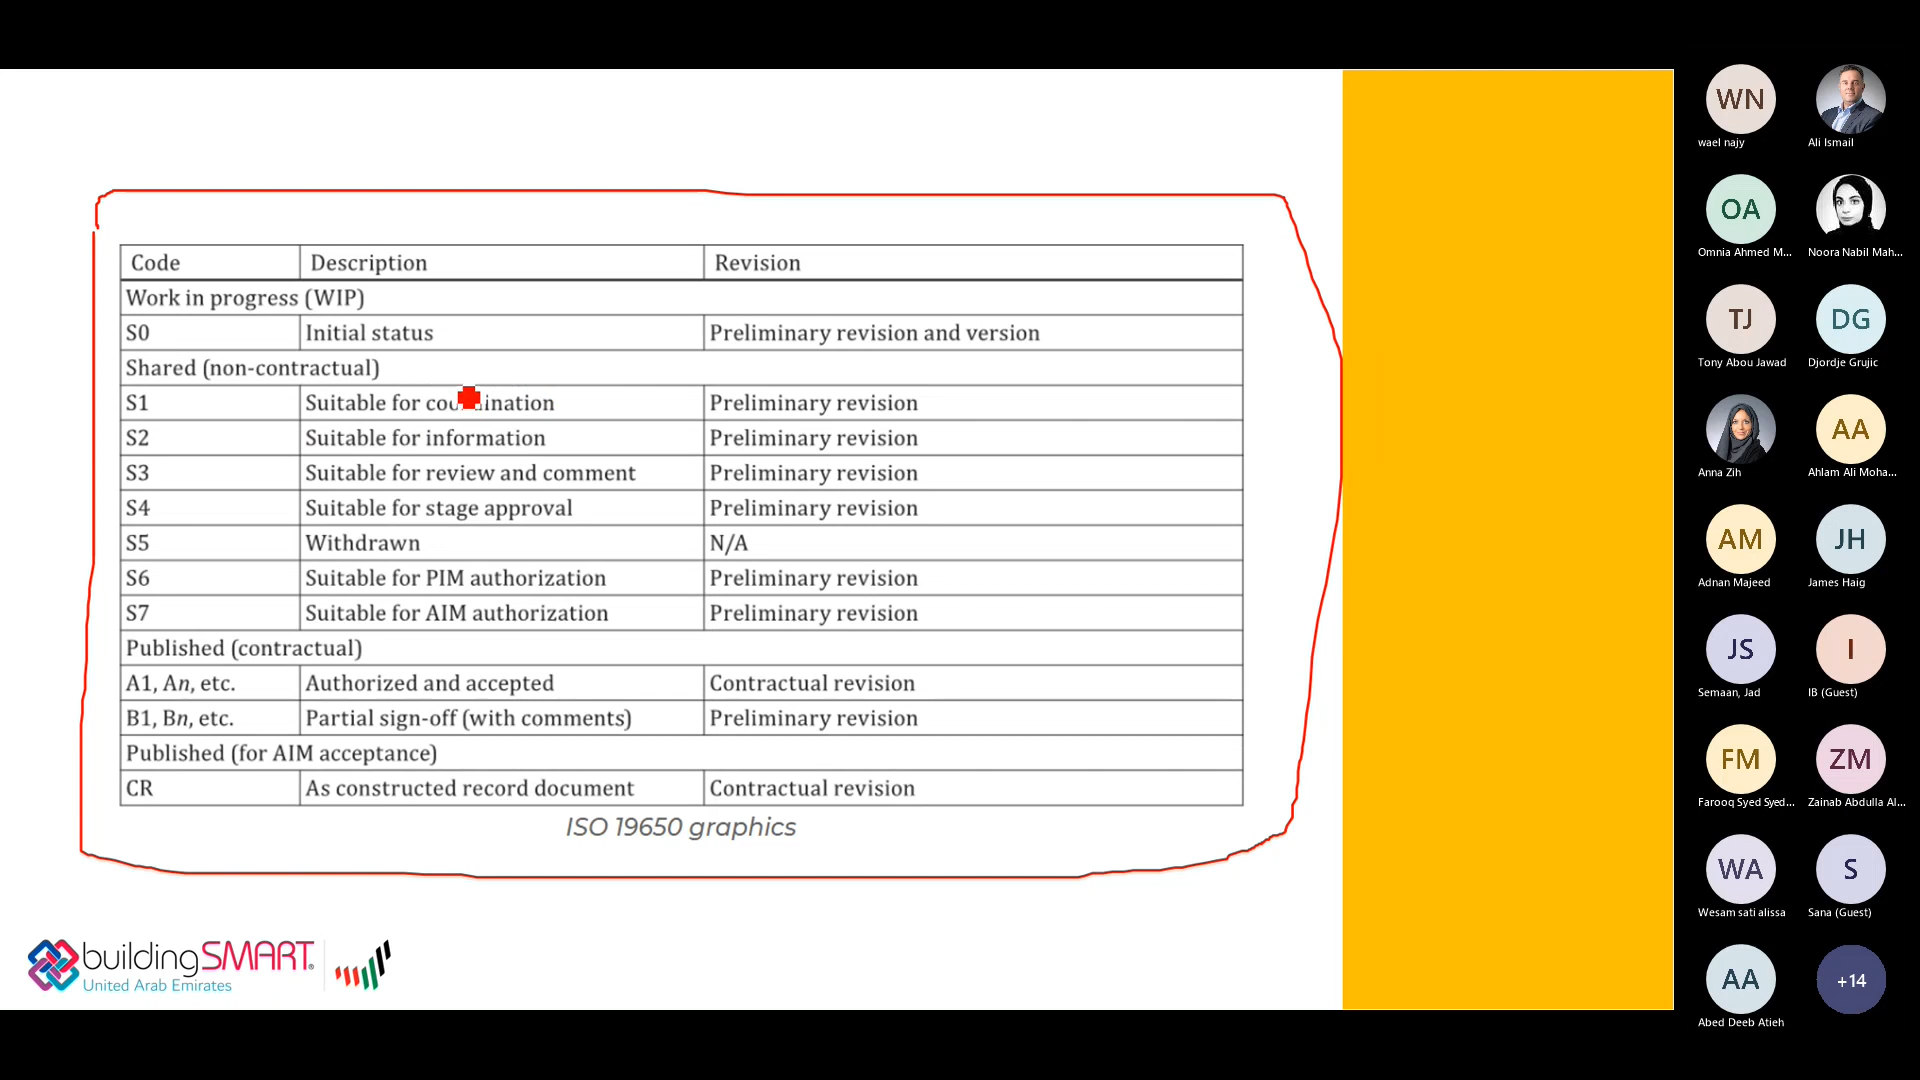 Code Description Revision
Work in progress (WIP)
S0 Initial status Preliminary revision and version
Shared (non-contractual)
S1 Suitable for Preliminary revision
S2 Suitable for information Preliminary revision
S3 Suitable for review and comment Preliminary revision
S4 Suitable for stage approval Preliminary revision
S5 Withdrawn N/A
S6 Suitable for PIM authorization Preliminary revision
S7 Suitable for AIM authorization Preliminary revision
Published (contractual)
A1, An, etc. Authorized and accepted Contractual revision
B1, Bn, etc. Partial sign-off (with comments) Preliminary revision
Published (for AIM acceptance)
CR As constructed record document Contractual revision
ISO 19650 graphics
buildingSMART®
United Arab Emirates
WN
wael najy Ali Ismail
OA
Omnia Ahmed M... Noora Nabil Mah...
TJ DG
Tony Abou Jawad Djordje Grujic
AA
Anna Zih Ahlam Ali Moha...
AM JH
Adnan Majeed James Haig
JS I
Semaan, Jad IB (Guest)
FM ZM
Farooq Syed Syed... Zainab Abdulla Al...
WA S
Wesam sati alissa Sana (Guest)
AA +14
Abed Deeb Atieh